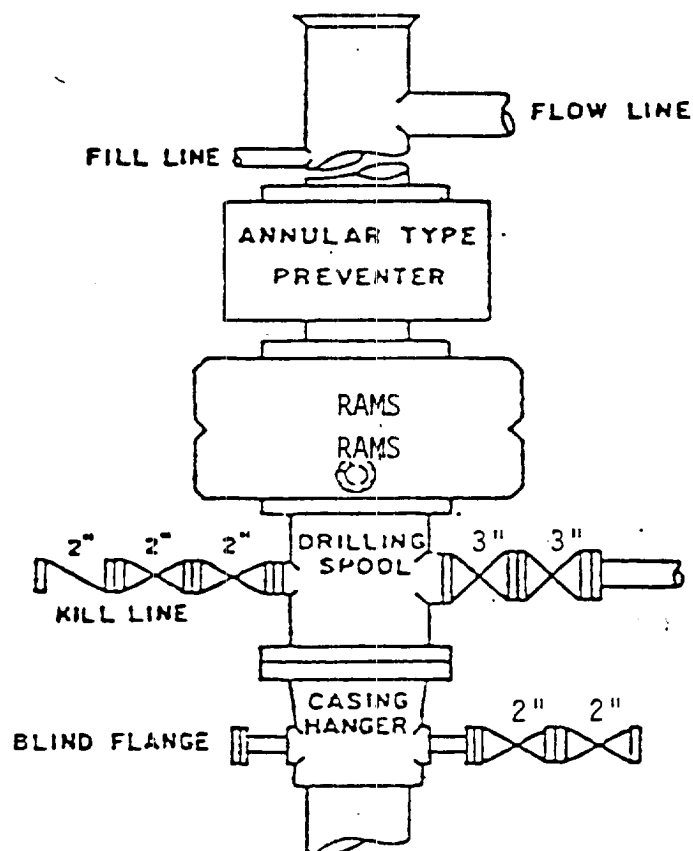 FLOW LINE
FILL LINE
ANNULAR TYPE
PREVENTER
RAMS
RAMS
2" 2" 2"
DRILLING
SPOOL
3" 3"
KILL LINE
CASING
HANGER
2" 2"
BLIND FLANGE